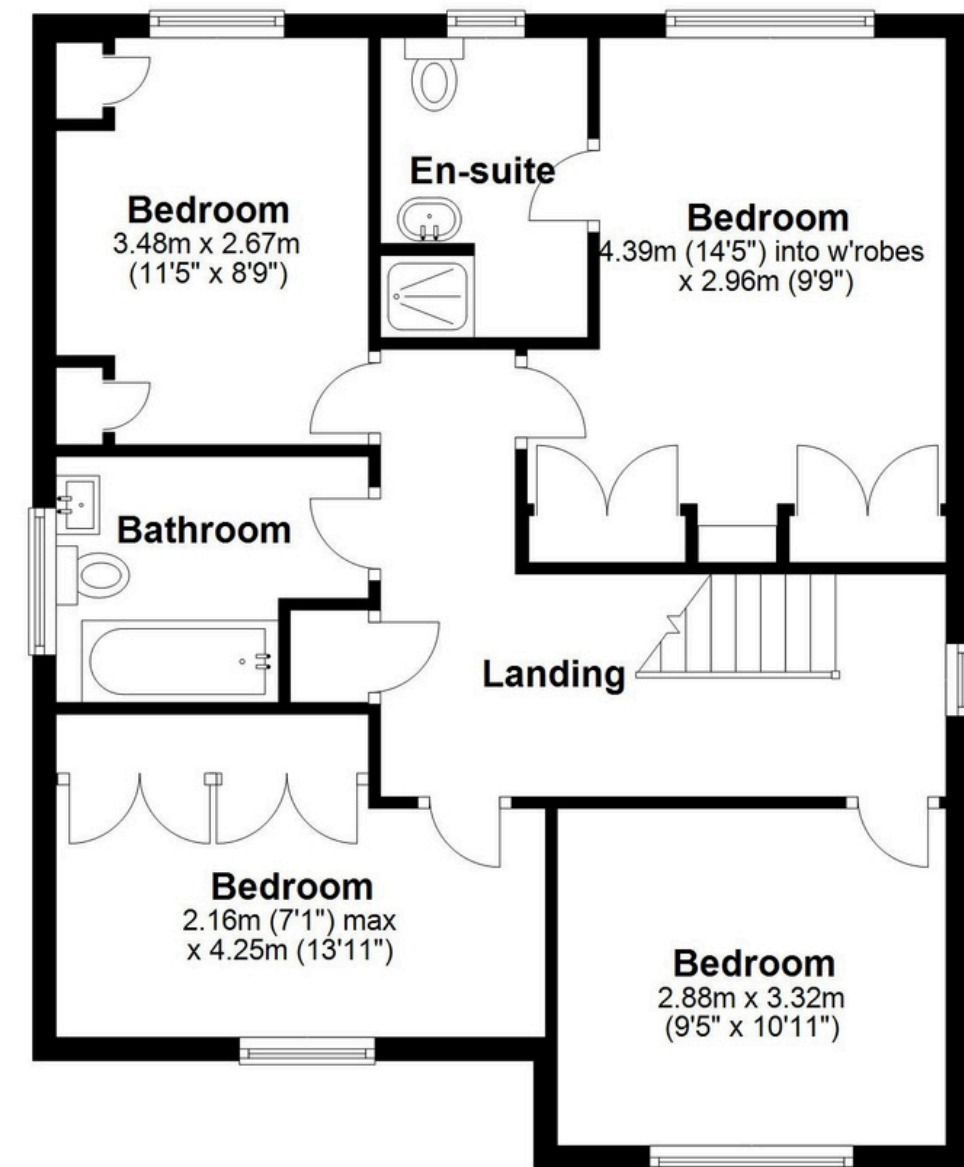 Bedroom
3.48m x 2.67m
(11'5" x 8'9")
En-suite
Bedroom
4.39m (14'5") into w'robes
x 2.96m (9'9")
Bathroom
Landing
Bedroom
2.16m (7'1") max
x 4.25m (13'11")
Bedroom
2.88m x 3.32m
(9'5" x 10'11")